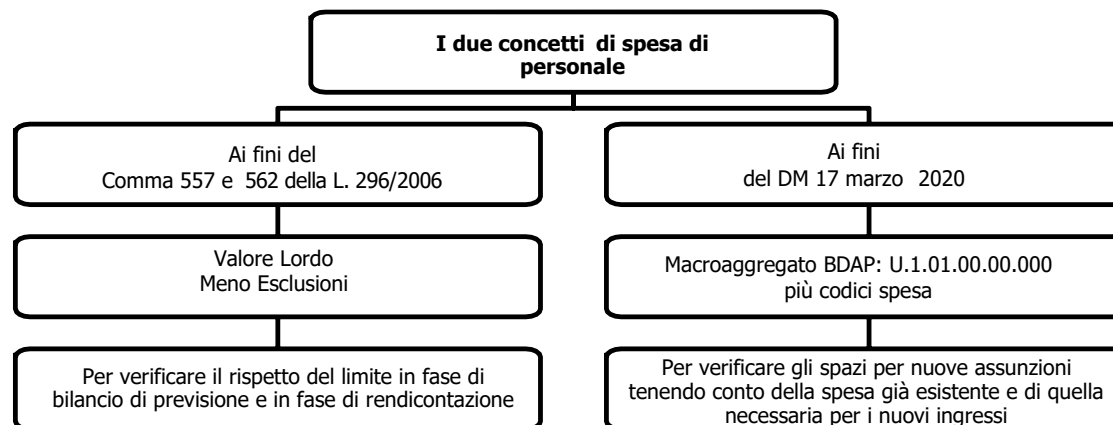 I due concetti di spesa di
personale
Ai fini del
Comma 557 e 562 della L. 296/2006
Valore Lordo
Meno Esclusioni
Per verificare il rispetto del limite in fase di
bilancio di previsione e in fase di rendicontazione
Ai fini
del DM 17 marzo 2020
Macroaggregato BDAP: U.1.01.00.00.000
più codici spesa
Per verificare gli spazi per nuove assunzioni
tenendo conto della spesa già esistente e di quella
necessaria per i nuovi ingressi